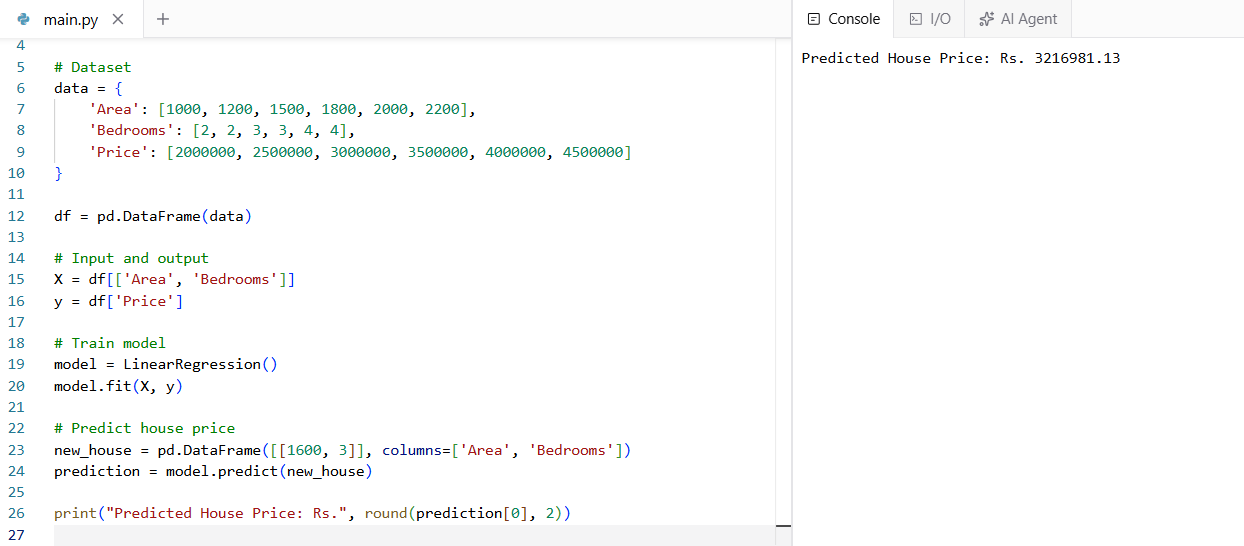 main.py
4
5 # Dataset
6 data = {
7     'Area': [1000, 1200, 1500, 1800, 2000, 2200],
8     'Bedrooms': [2, 2, 3, 3, 4, 4],
9     'Price': [2000000, 2500000, 3000000, 3500000, 4000000, 4500000]
10 }
11
12 df = pd.DataFrame(data)
13
14 # Input and output
15 X = df[['Area', 'Bedrooms']]
16 y = df['Price']
17
18 # Train model
19 model = LinearRegression()
20 model.fit(X, y)
21
22 # Predict house price
23 new_house = pd.DataFrame([[1600, 3]], columns=['Area', 'Bedrooms'])
24 prediction = model.predict(new_house)
25
26 print("Predicted House Price: Rs.", round(prediction[0], 2))
27
Console I/O AI Agent
Predicted House Price: Rs. 3216981.13